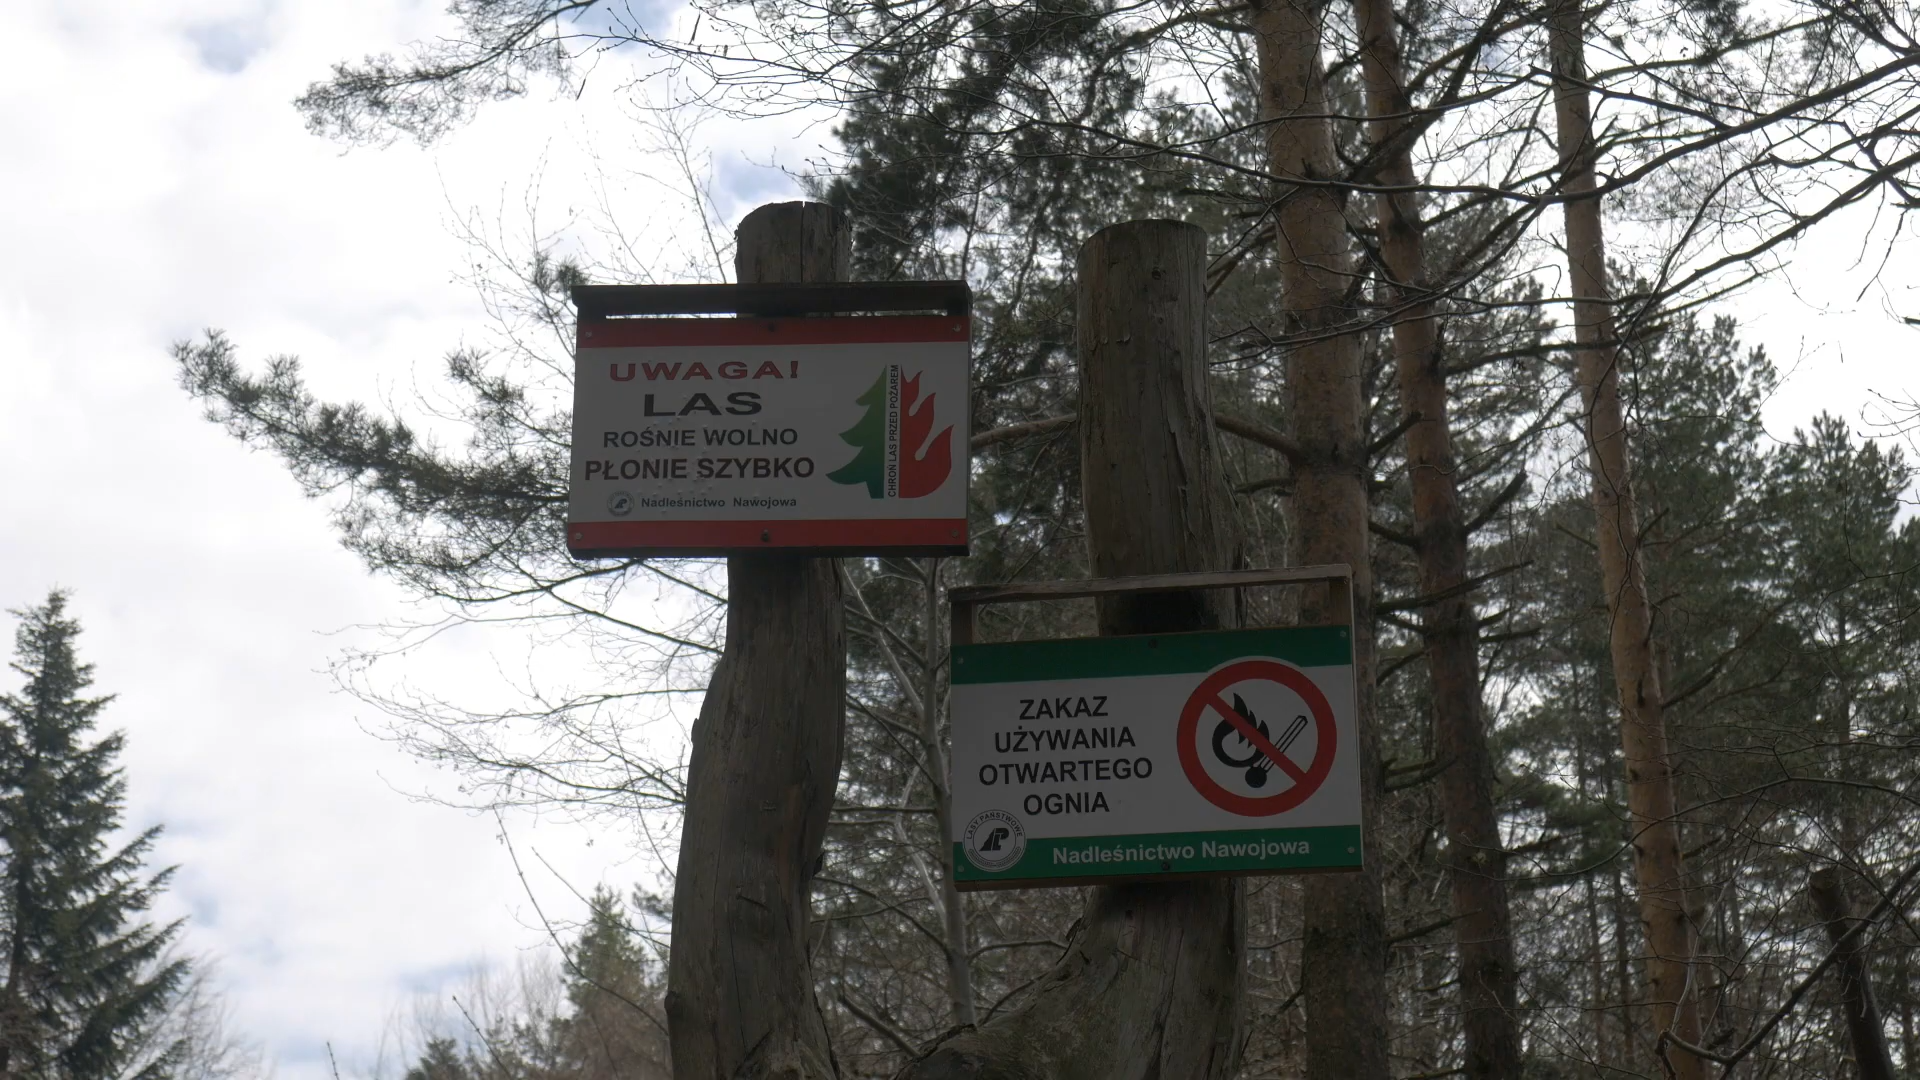 UWAGA!
LAS
ROŚNIE WOLNO
PŁONIE SZYBKO
Nadleśnictwo Nawojowa
CHROŃ LAS PRZED POŻAREM
ZAKAZ
UŻYWANIA
OTWARTEGO
OGNIA
LASY PAŃSTWOWE
Nadleśnictwo Nawojowa